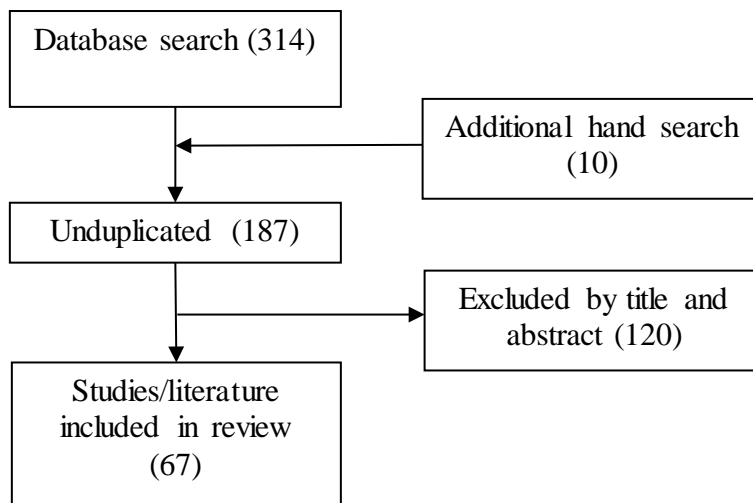 Database search (314)
Additional hand search
(10)
Unduplicated (187)
Excluded by title and
abstract (120)
Studies/literature
included in review
(67)